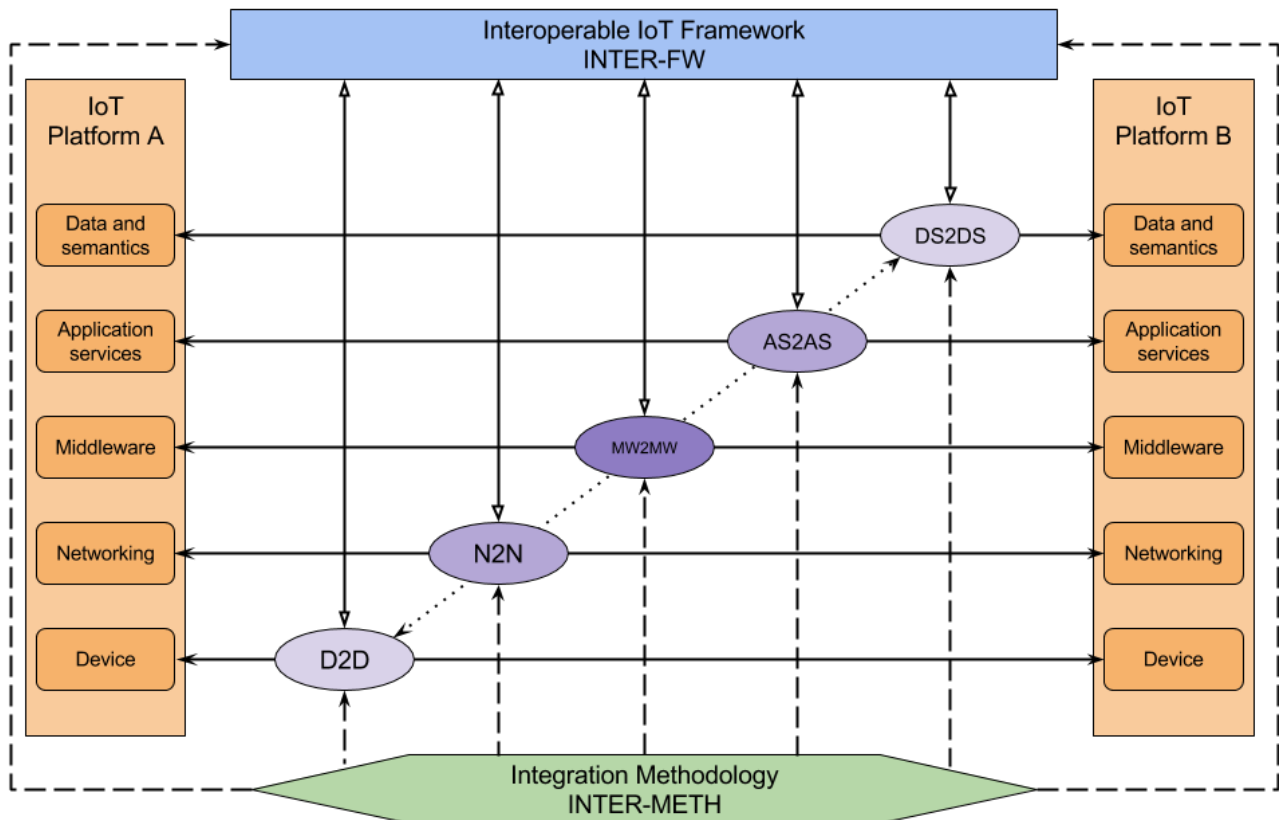 Interoperable IoT Framework
INTER-FW
IoT
Platform A
IoT
Platform B
Data and
semantics
DS2DS
Data and
semantics
Application
services
AS2AS
Application
services
Middleware
MW2MW
Middleware
Networking
N2N
Networking
Device
D2D
Device
Integration Methodology
INTER-METH